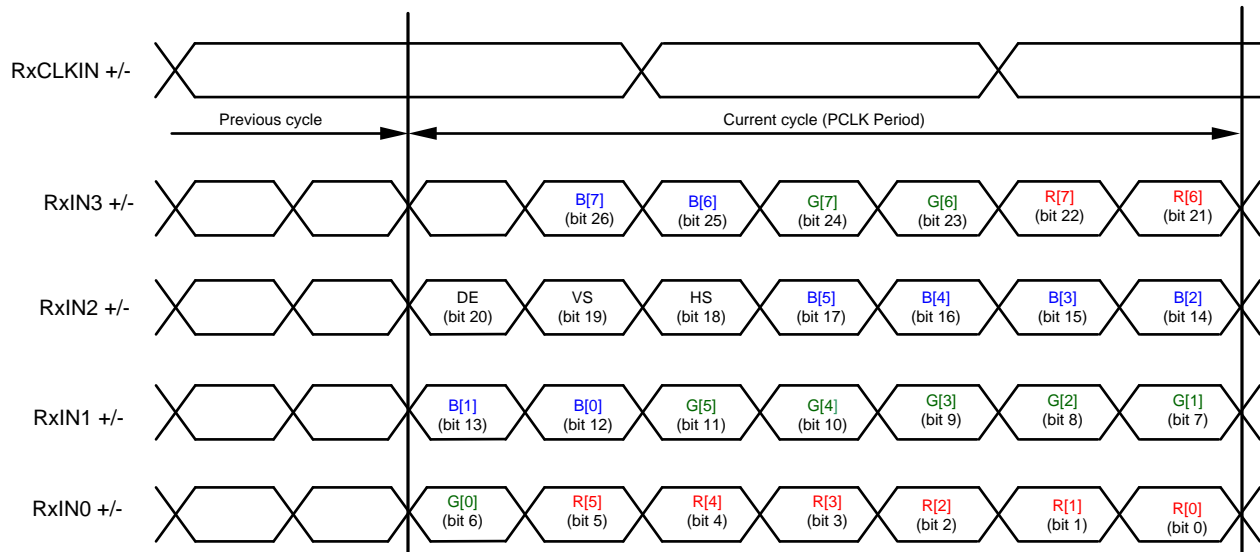 RxCLKIN +/-
Previous cycle
Current cycle (PCLK Period)
RxIN3 +/-
B[7]
(bit 26)
B[6]
(bit 25)
G[7]
(bit 24)
G[6]
(bit 23)
R[7]
(bit 22)
R[6]
(bit 21)
RxIN2 +/-
DE
(bit 20)
VS
(bit 19)
HS
(bit 18)
B[5]
(bit 17)
B[4]
(bit 16)
B[3]
(bit 15)
B[2]
(bit 14)
RxIN1 +/-
B[1]
(bit 13)
B[0]
(bit 12)
G[5]
(bit 11)
G[4]
(bit 10)
G[3]
(bit 9)
G[2]
(bit 8)
G[1]
(bit 7)
RxIN0 +/-
G[0]
(bit 6)
R[5]
(bit 5)
R[4]
(bit 4)
R[3]
(bit 3)
R[2]
(bit 2)
R[1]
(bit 1)
R[0]
(bit 0)